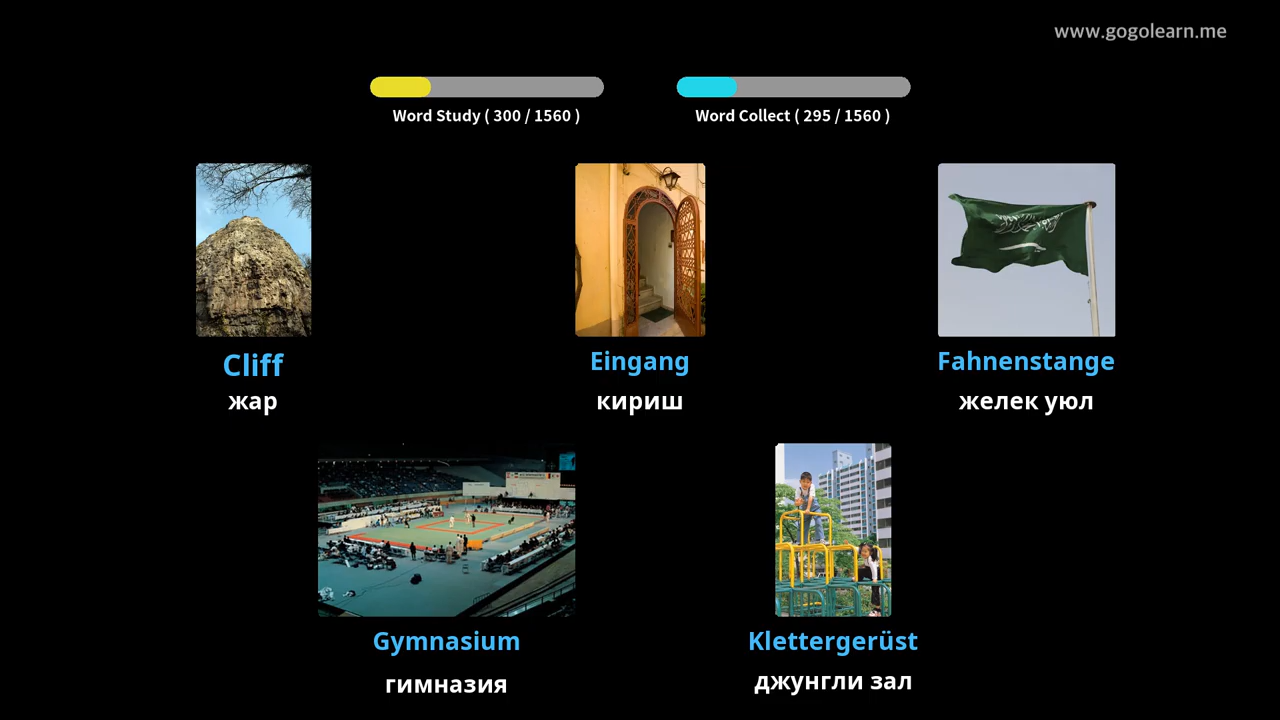 www.gogolearn.me
Word Study ( 300 / 1560 )
Word Collect ( 295 / 1560 )
Cliff
жар
Eingang
кириш
Fahnenstange
желек уюл
Gymnasium
гимназия
Klettergerüst
джунгли зал